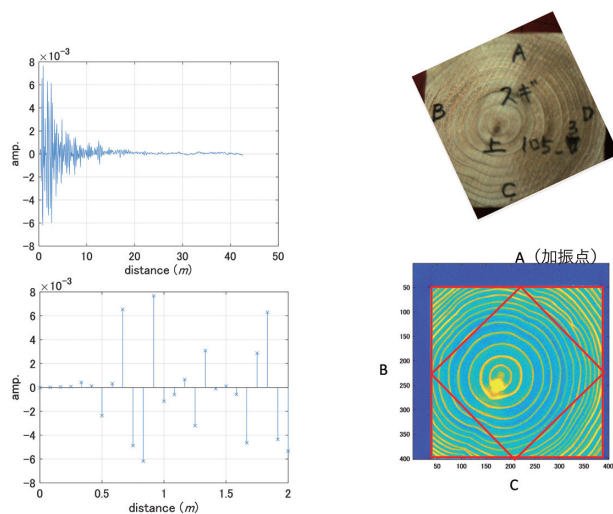 ×10⁻³
8
6
4
2
0
-2
-4
-6
-8
amp.
0 10 20 30 40 50
distance (m)
×10⁻³
8
6
4
2
0
-2
-4
-6
-8
amp.
0 0.5 1 1.5 2
distance (m)
A
スギ
B
D
上 105_
C
A（加振点）
50
100
150
200
250
300
350
400
B
50 100 150 200 250 300 350 400
C